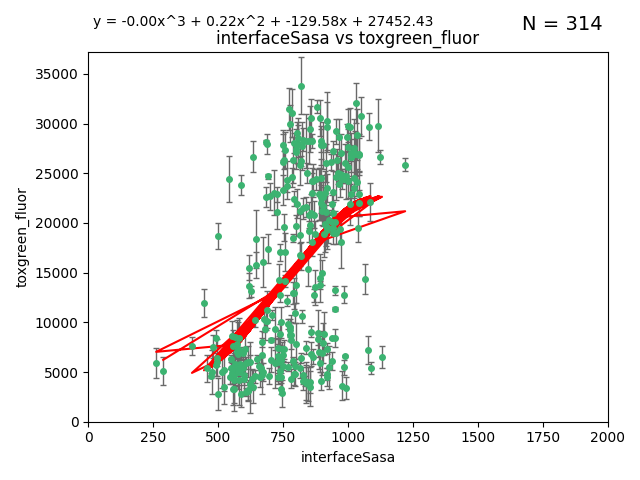 y = -0.00x^3 + 0.22x^2 + -129.58x + 27452.43
N = 314
interfaceSasa vs toxgreen_fluor
35000
30000
25000
20000
15000
10000
5000
0
toxgreen_fluor
0 250 500 750 1000 1250 1500 1750 2000
interfaceSasa